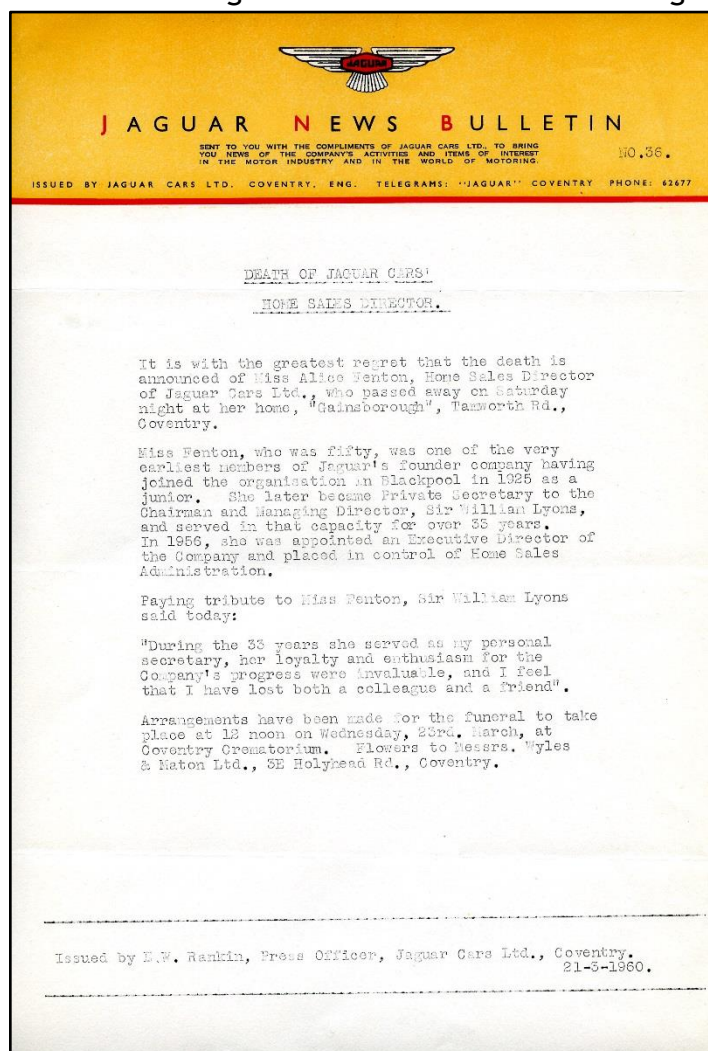 JAGUAR
JAGUAR NEWS BULLETIN
SENT TO YOU WITH THE COMPLIMENTS OF JAGUAR CARS LTD., TO BRING
YOU NEWS OF THE COMPANY'S ACTIVITIES AND ITEMS OF INTEREST
IN THE MOTOR INDUSTRY AND IN THE WORLD OF MOTORING.
NO.36.
ISSUED BY JAGUAR CARS LTD. COVENTRY, ENG. TELEGRAMS: "JAGUAR" COVENTRY PHONE: 62677
DEATH OF JAGUAR CARS'
HOME SALES DIRECTOR.
It is with the greatest regret that the death is
announced of Miss Alice Fenton, Home Sales Director
of Jaguar Cars Ltd., who passed away on Saturday
night at her home, "Gainsborough", Tamworth Rd.,
Coventry.
Miss Fenton, who was fifty, was one of the very
earliest members of Jaguar's founder company having
joined the organisation in Blackpool in 1925 as a
junior. She later became Private Secretary to the
Chairman and Managing Director, Sir William Lyons,
and served in that capacity for over 33 years.
In 1956, she was appointed an Executive Director of
the Company and placed in control of Home Sales
Administration.
Paying tribute to Miss Fenton, Sir William Lyons
said today:
"During the 33 years she served as my personal
secretary, her loyalty and enthusiasm for the
Company's progress were invaluable, and I feel
that I have lost both a colleague and a friend".
Arrangements have been made for the funeral to take
place at 12 noon on Wednesday, 23rd. March, at
Coventry Crematorium. Flowers to Messrs. Wyles
& Maton Ltd., 3E Holyhead Rd., Coventry.
Issued by E.W. Rankin, Press Officer, Jaguar Cars Ltd., Coventry.
21-3-1960.